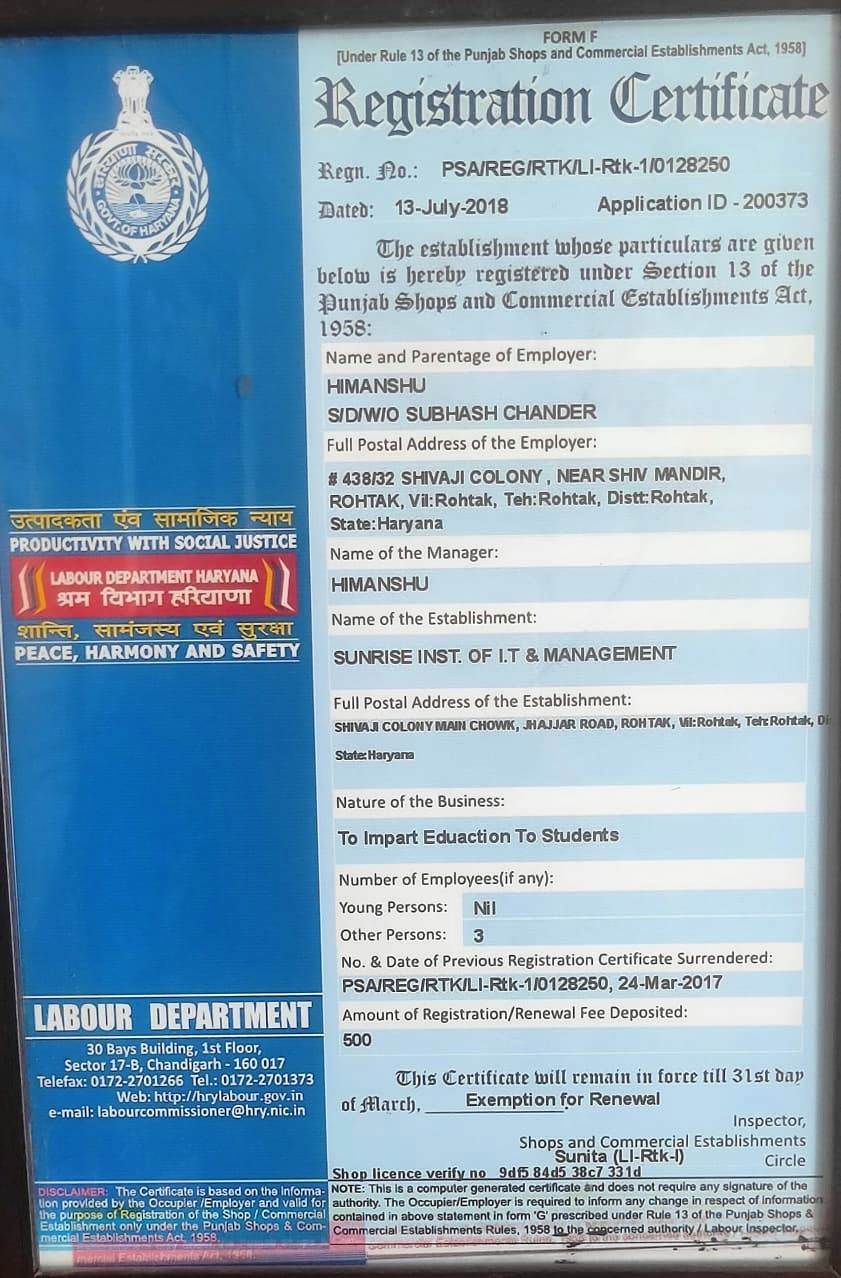 FORM F
[Under Rule 13 of the Punjab Shops and Commercial Establishments Act, 1958]
Registration Certificate
Regn. No.: PSA/REG/RTK/LI-Rtk-1/0128250
Dated: 13-July-2018 Application ID - 200373
The establishment whose particulars are given
below is hereby registered under Section 13 of the
Punjab Shops and Commercial Establishments Act,
1958:
Name and Parentage of Employer:
HIMANSHU
S/D/W/O SUBHASH CHANDER
Full Postal Address of the Employer:
# 438/32 SHIVAJI COLONY , NEAR SHIV MANDIR,
ROHTAK, Vil:Rohtak, Teh:Rohtak, Distt:Rohtak,
State:Haryana
Name of the Manager:
HIMANSHU
Name of the Establishment:
SUNRISE INST. OF I.T & MANAGEMENT
Full Postal Address of the Establishment:
SHIVAJI COLONY MAIN CHOWK, JHAJJAR ROAD, ROHTAK, Vil:Rohtak, Teh:Rohtak, Di
State:Haryana
Nature of the Business:
To Impart Eduaction To Students
Number of Employees(if any):
Young Persons: Nil
Other Persons: 3
No. & Date of Previous Registration Certificate Surrendered:
PSA/REG/RTK/LI-Rtk-1/0128250, 24-Mar-2017
Amount of Registration/Renewal Fee Deposited:
500
This Certificate will remain in force till 31st day
of March, Exemption for Renewal
Inspector,
Shops and Commercial Establishments
Sunita (LI-Rtk-I) Circle
Shop licence verify no 9df5 84d5 38c7 331d
NOTE: This is a computer generated certificate and does not require any signature of the
authority. The Occupier/Employer is required to inform any change in respect of information
contained in above statement in form 'G' prescribed under Rule 13 of the Punjab Shops &
Commercial Establishments Rules, 1958 to the concerned authority / Labour Inspector.
हरियाणा सरकार
GOVT. OF HARYANA
उत्पादकता एंव सामाजिक न्याय
PRODUCTIVITY WITH SOCIAL JUSTICE
LABOUR DEPARTMENT HARYANA
श्रम विभाग हरियाणा
शान्ति, सामंजस्य एवं सुरक्षा
PEACE, HARMONY AND SAFETY
LABOUR DEPARTMENT
30 Bays Building, 1st Floor,
Sector 17-B, Chandigarh - 160 017
Telefax: 0172-2701266 Tel.: 0172-2701373
Web: http://hrylabour.gov.in
e-mail: labourcommissioner@hry.nic.in
DISCLAIMER: The Certificate is based on the informa-
tion provided by the Occupier /Employer and valid for
the purpose of Registration of the Shop / Commercial
Establishment only under the Punjab Shops & Com-
mercial Establishments Act, 1958.
mercial Establishments Act, 1958.